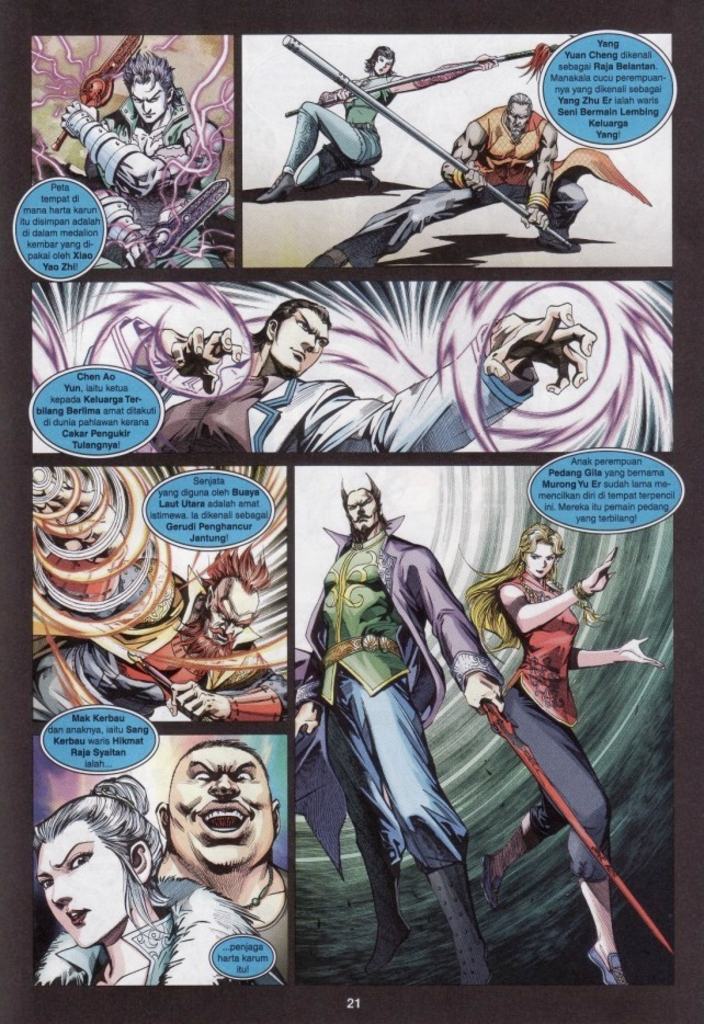 Peta
tempat di
mana harta karun
itu disimpan adalah
di dalam medalion
kembar yang di-
pakai oleh Xiao
Yao Zhi!
Yang
Yuan Cheng dikenali
sebagai Raja Belantan.
Manakala cucu perempuan-
nya yang dikenali sebagai
Yang Zhu Er ialah waris
Seni Bermain Lembing
Keluarga
Yang!
Chen Ao
Yun, iaitu ketua
kepada Keluarga Ter-
bilang Berlima amat ditakuti
di dunia pahlawan kerana
Cakar Pengukir
Tulangnya!
Senjata
yang diguna oleh Buaya
Laut Utara adalah amat
istimewa. Ia dikenali sebagai
Gerudi Penghancur
Jantung!
Anak perempuan
Pedang Gila yang bernama
Murong Yu Er sudah lama me-
mencilkan diri di tempat terpencil
ini. Mereka itu pemain pedang
yang terbilang!
Mak Kerbau
dan anaknya, iaitu Sang
Kerbau waris Hikmat
Raja Syaitan
ialah...
...penjaga
harta karum
itu!
21